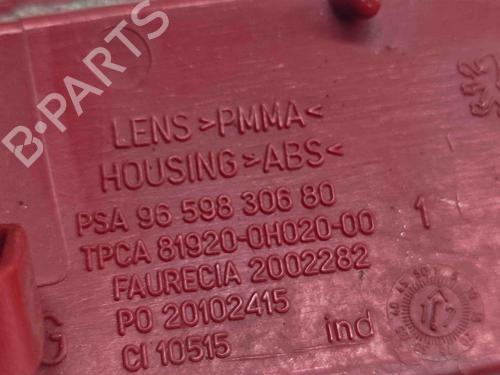 LENS >PMMA<
HOUSING >ABS<
PSA 96 598 306 80
TPCA 81920-0H020-00
FAURECIA 2002282
PO 20102415
CI 10515
ind
1
G
B-PARTS